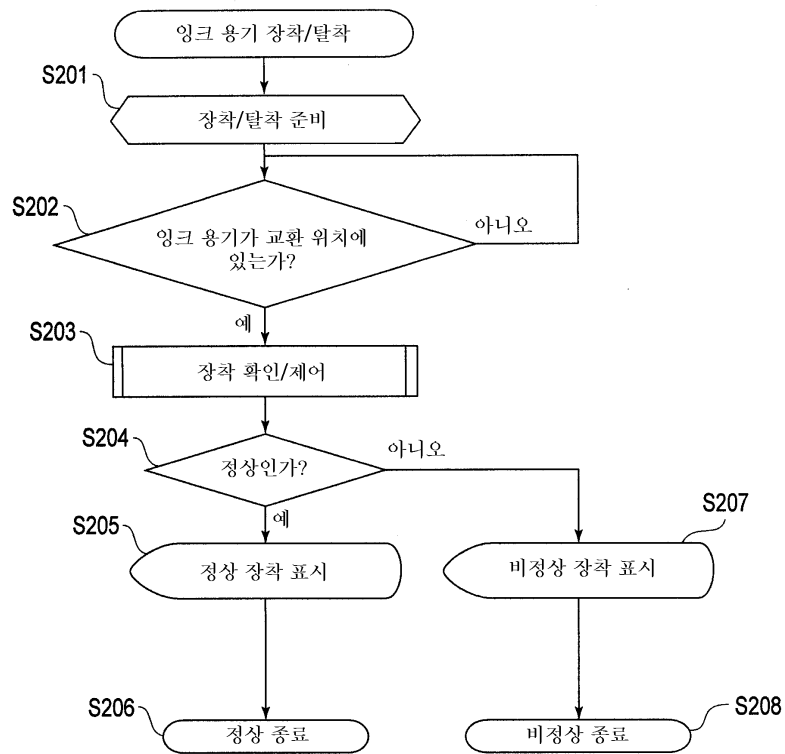 잉크 용기 장착/탈착
S201
장착/탈착 준비
S202
잉크 용기가 교환 위치에
있는가?
아니오
예
S203
장착 확인/제어
S204
정상인가?
아니오
예
S205
정상 장착 표시
S207
비정상 장착 표시
S206
정상 종료
S208
비정상 종료